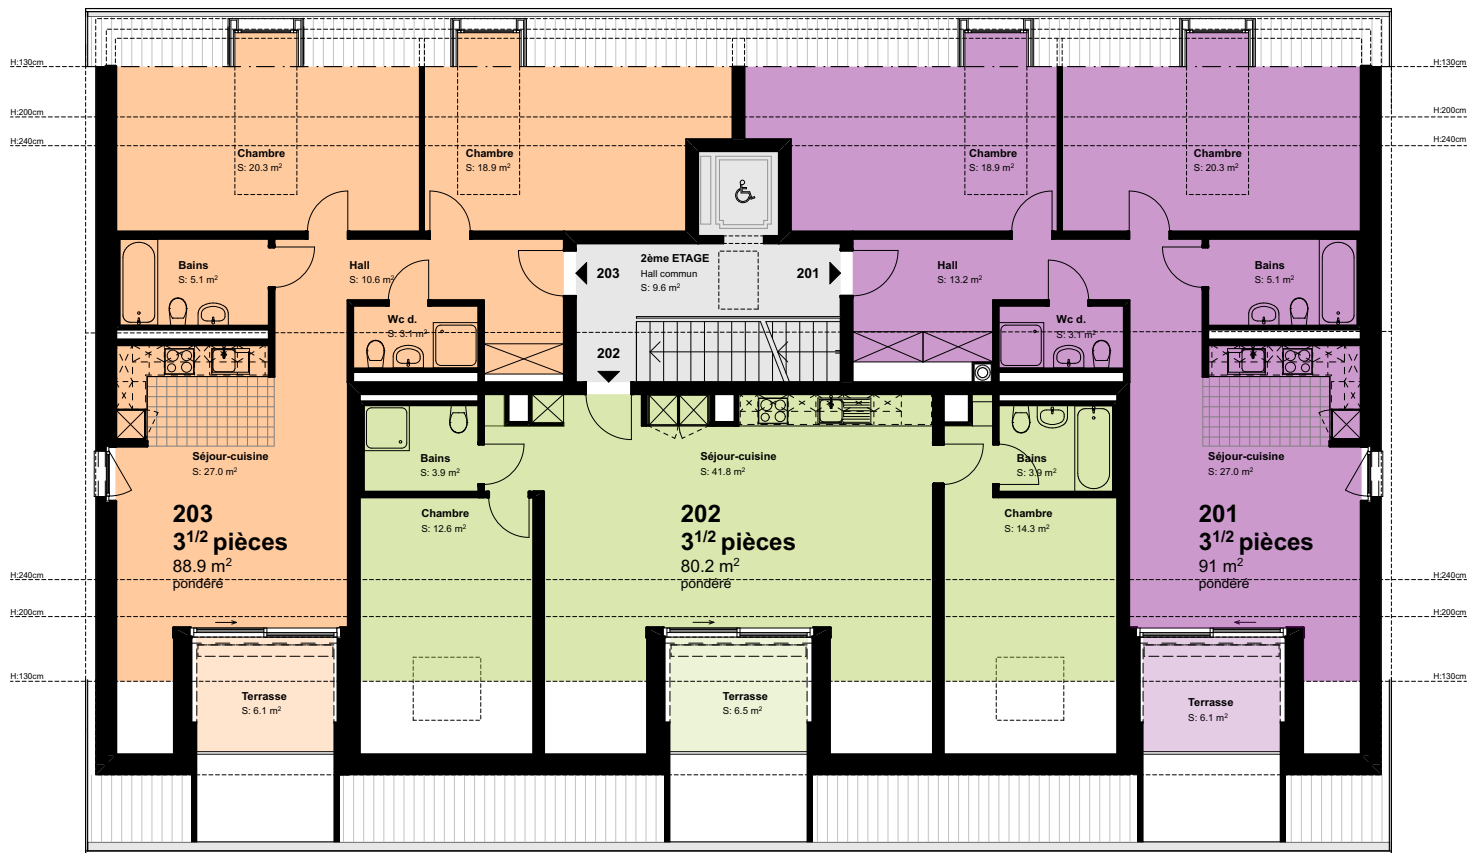 H:130cm
H:130cm
H:200cm
H:200cm
H:240cm
H:240cm
Chambre
S: 20.3 m²
Chambre
S: 18.9 m²
Chambre
S: 18.9 m²
Chambre
S: 20.3 m²
Bains
S: 5.1 m²
Hall
S: 10.6 m²
203
2ème ETAGE
Hall commun
S: 9.6 m²
201
Hall
S: 13.2 m²
Bains
S: 5.1 m²
Wc d.
S: 3.1 m²
202
Wc d.
S: 3.1 m²
Séjour-cuisine
S: 27.0 m²
Bains
S: 3.9 m²
Séjour-cuisine
S: 41.8 m²
Bains
S: 3.9 m²
Séjour-cuisine
S: 27.0 m²
203
3 1/2 pièces
88.9 m²
pondéré
Chambre
S: 12.6 m²
202
3 1/2 pièces
80.2 m²
pondéré
Chambre
S: 14.3 m²
201
3 1/2 pièces
91 m²
pondéré
H:240cm
H:240cm
H:200cm
H:200cm
H:130cm
H:130cm
Terrasse
S: 6.1 m²
Terrasse
S: 6.5 m²
Terrasse
S: 6.1 m²